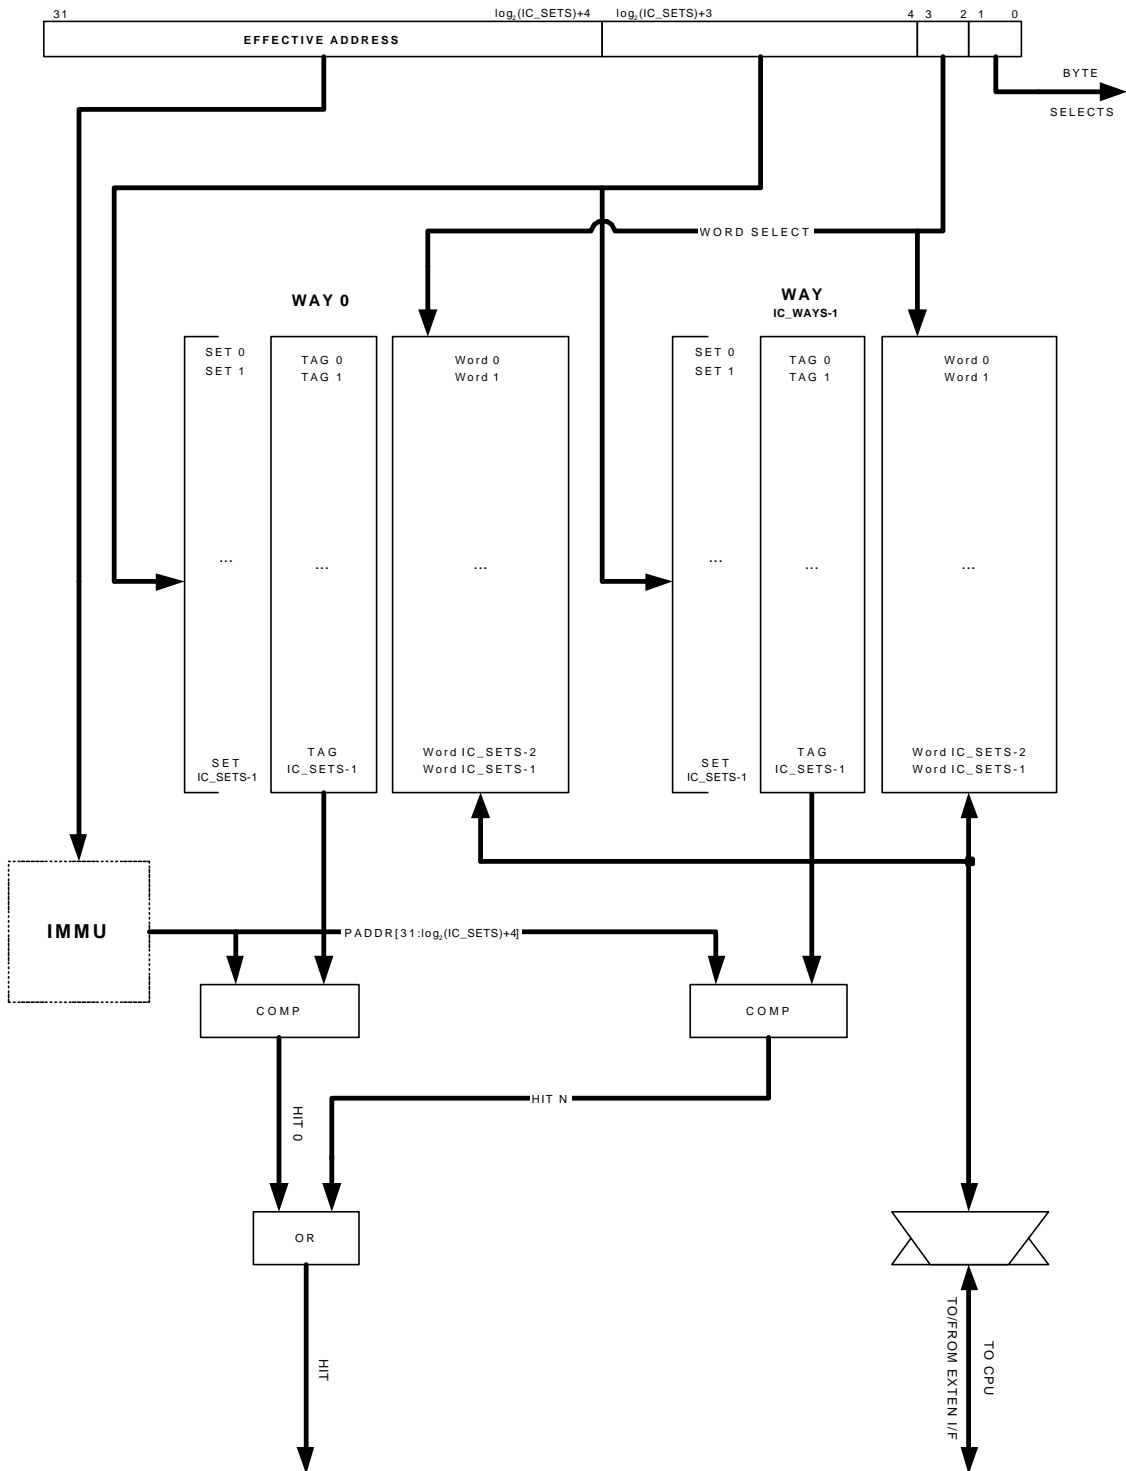 31 log₂(IC_SETS)+4 log₂(IC_SETS)+3 4 3 2 1 0
EFFECTIVE ADDRESS
BYTE
SELECTS
WORD SELECT
WAY 0
WAY
IC_WAYS-1
SET 0
SET 1
...
SET
IC_SETS-1
TAG 0
TAG 1
...
TAG
IC_SETS-1
Word 0
Word 1
...
Word IC_SETS-2
Word IC_SETS-1
SET 0
SET 1
...
SET
IC_SETS-1
TAG 0
TAG 1
...
TAG
IC_SETS-1
Word 0
Word 1
...
Word IC_SETS-2
Word IC_SETS-1
IMMU
PADDR[31:log₂(IC_SETS)+4]
COMP
COMP
HIT 0
HIT N
OR
HIT
TO/FROM EXTEN I/F
TO CPU